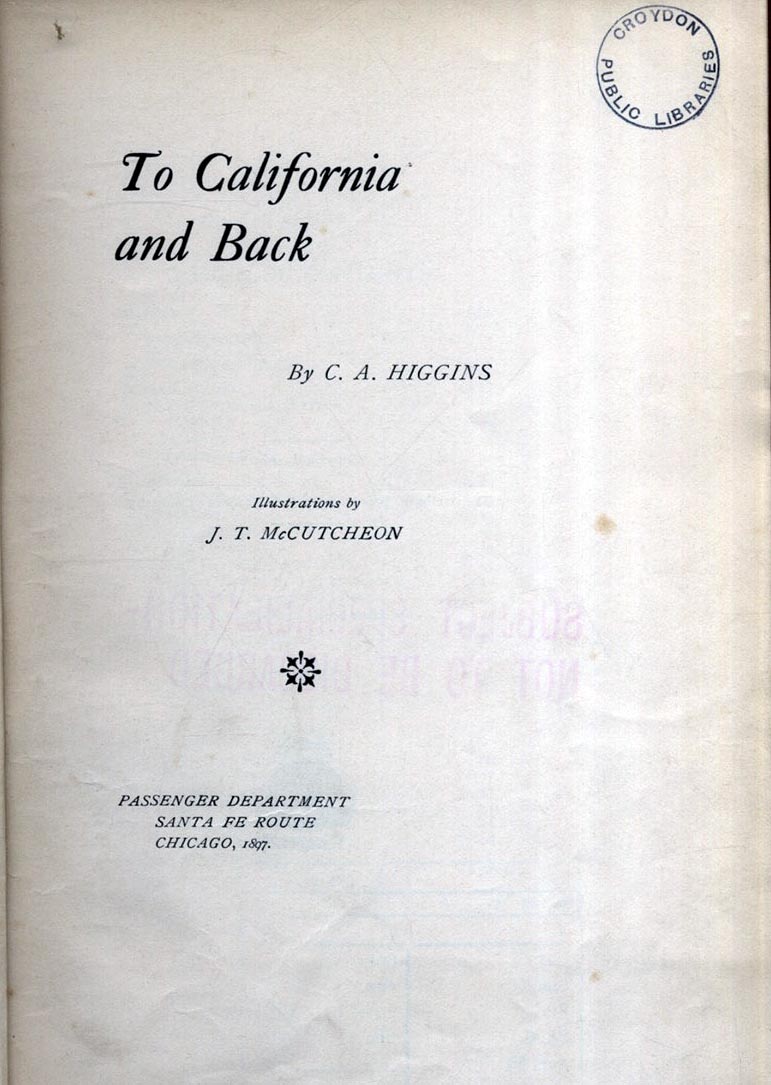 CROYDON
PUBLIC LIBRARIES
To California
and Back
By C. A. HIGGINS
Illustrations by
J. T. McCUTCHEON
PASSENGER DEPARTMENT
SANTA FE ROUTE
CHICAGO, 1897.